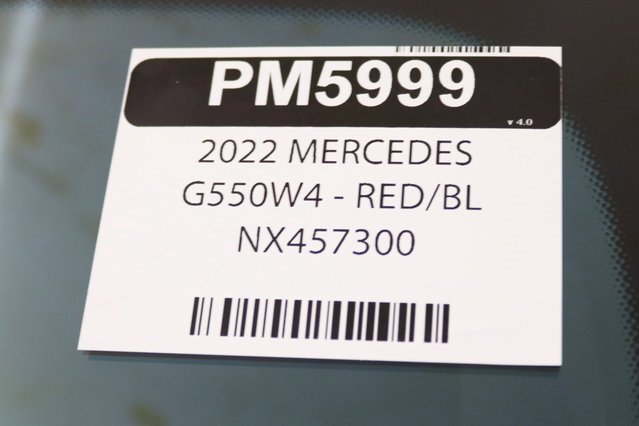 PM5999
v 4.0
2022 MERCEDES
G550W4 - RED/BL
NX457300